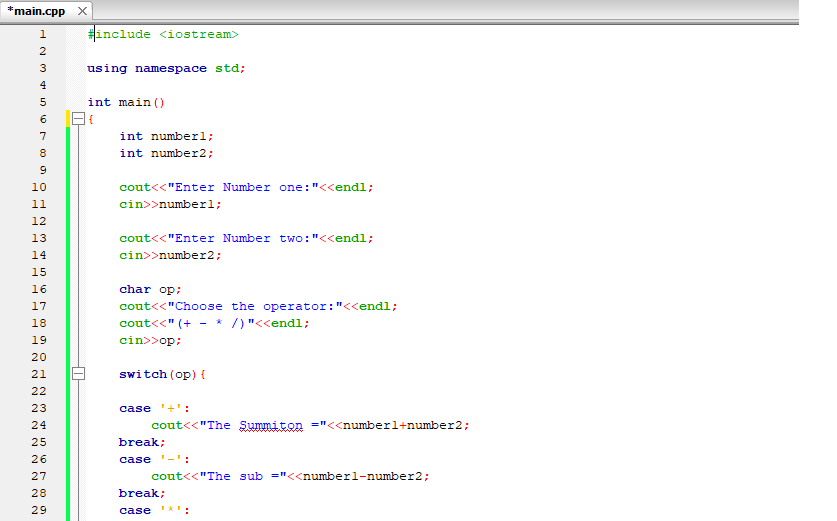 *main.cpp ×
1 #include <iostream>
2
3 using namespace std;
4
5 int main()
6 {
7 int number1;
8 int number2;
9
10 cout<<"Enter Number one:"<<endl;
11 cin>>number1;
12
13 cout<<"Enter Number two:"<<endl;
14 cin>>number2;
15
16 char op;
17 cout<<"Choose the operator:"<<endl;
18 cout<<"(+ - * /)"<<endl;
19 cin>>op;
20
21 switch(op){
22
23 case '+':
24 cout<<"The Summiton ="<<number1+number2;
25 break;
26 case '-':
27 cout<<"The sub ="<<number1-number2;
28 break;
29 case '*':